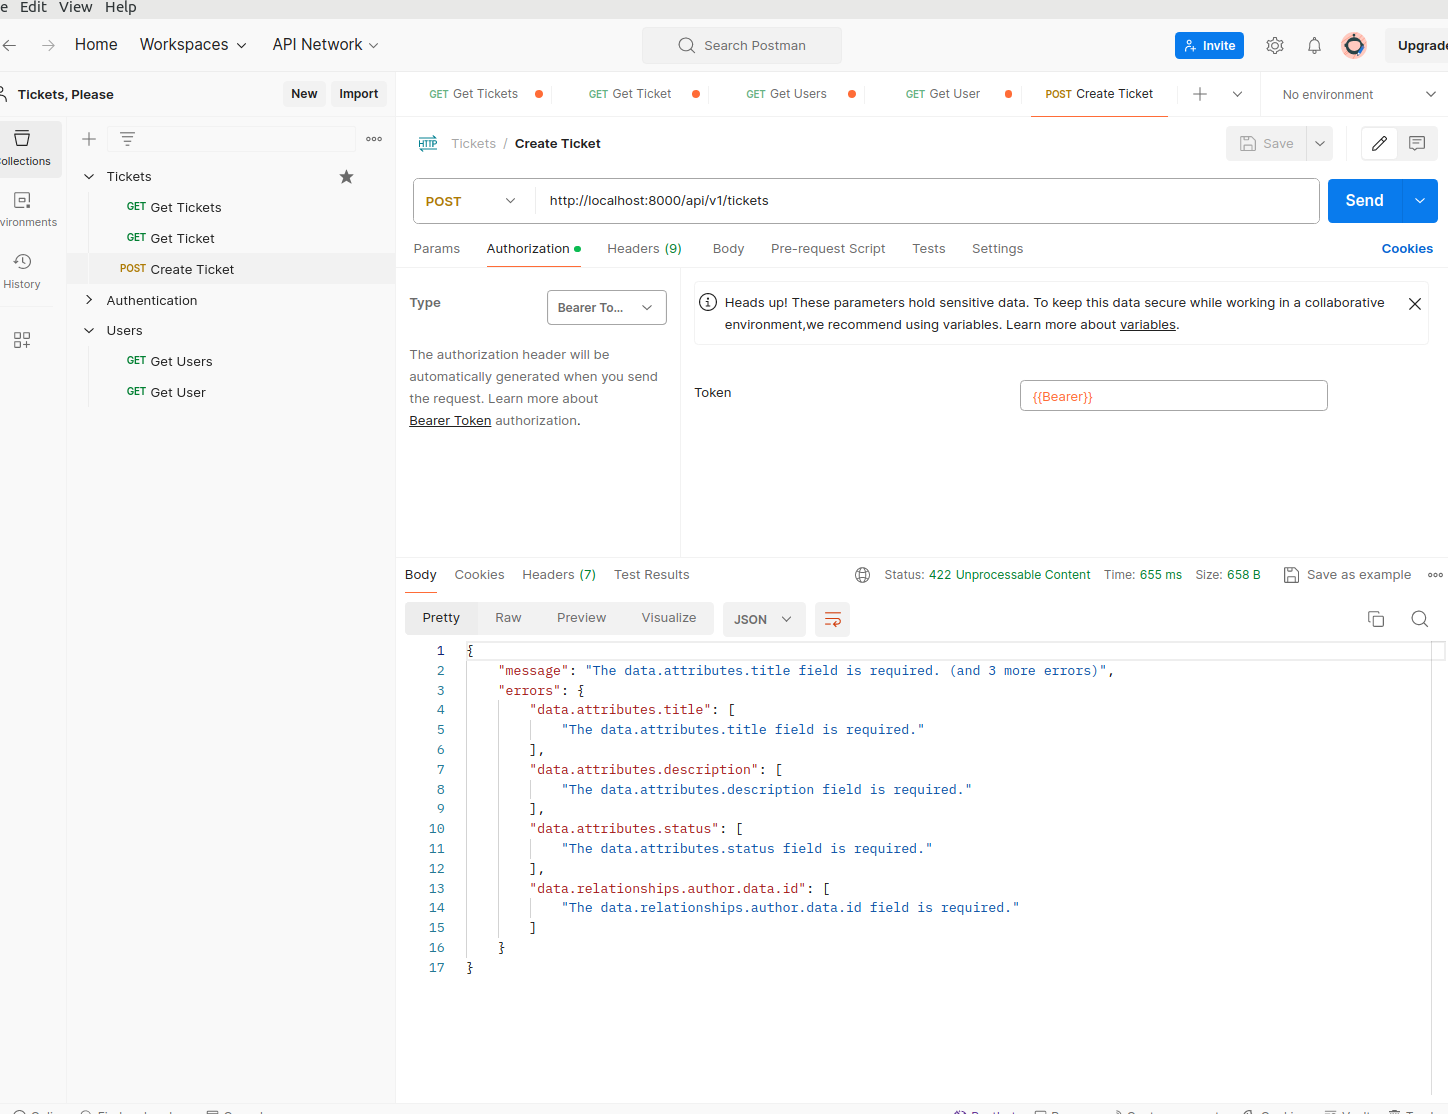 e Edit View Help
Home Workspaces API Network Search Postman Invite Upgrade
Tickets, Please New Import
GET Get Tickets GET Get Ticket GET Get Users GET Get User POST Create Ticket No environment
ollections
vironments
History
Tickets
GET Get Tickets
GET Get Ticket
POST Create Ticket
Authentication
Users
GET Get Users
GET Get User
HTTP Tickets / Create Ticket Save
POST http://localhost:8000/api/v1/tickets Send
Params Authorization Headers (9) Body Pre-request Script Tests Settings Cookies
Type Bearer To...
The authorization header will be
automatically generated when you send
the request. Learn more about
Bearer Token authorization.
Heads up! These parameters hold sensitive data. To keep this data secure while working in a collaborative
environment,we recommend using variables. Learn more about variables.
Token {{Bearer}}
Body Cookies Headers (7) Test Results Status: 422 Unprocessable Content Time: 655 ms Size: 658 B Save as example
Pretty Raw Preview Visualize JSON
1 {
2 "message": "The data.attributes.title field is required. (and 3 more errors)",
3 "errors": {
4 "data.attributes.title": [
5 "The data.attributes.title field is required."
6 ],
7 "data.attributes.description": [
8 "The data.attributes.description field is required."
9 ],
10 "data.attributes.status": [
11 "The data.attributes.status field is required."
12 ],
13 "data.relationships.author.data.id": [
14 "The data.relationships.author.data.id field is required."
15 ]
16 }
17 }